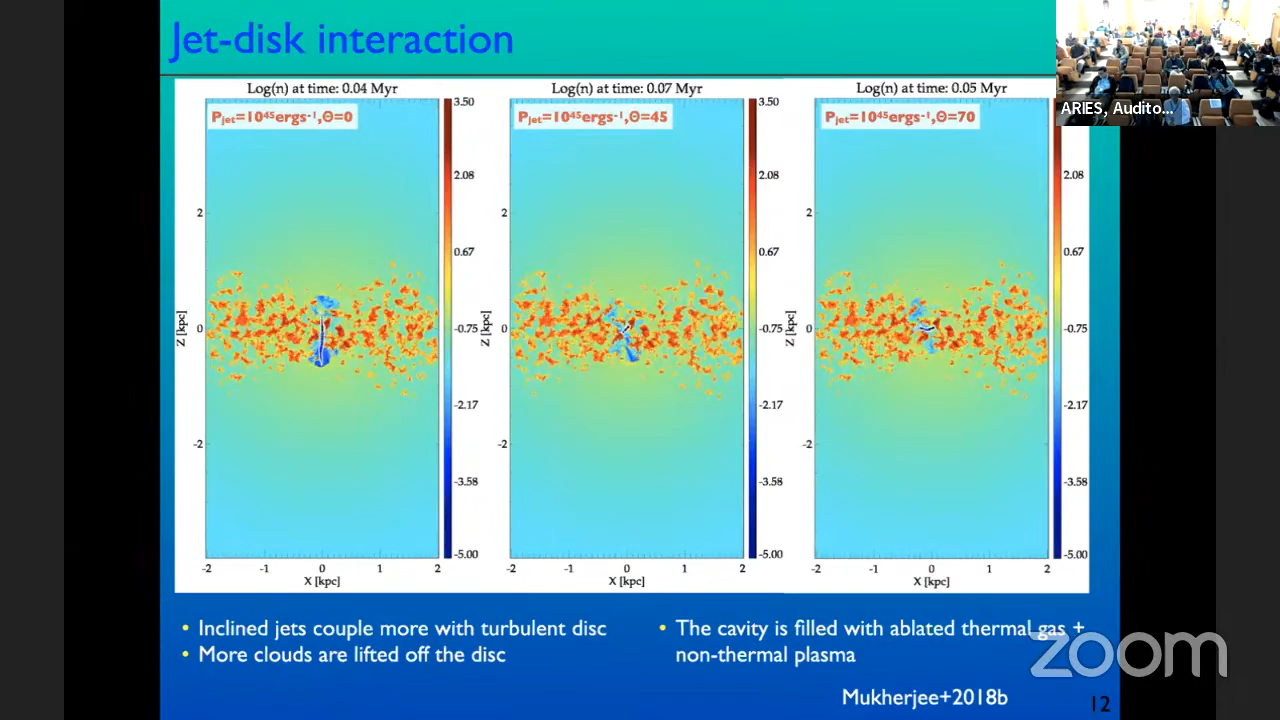 Jet-disk interaction
ARIES, Audito...
Log(n) at time: 0.04 Myr
Log(n) at time: 0.07 Myr
Log(n) at time: 0.05 Myr
Pjet=10⁴⁵ergs⁻¹,Θ=0
Pjet=10⁴⁵ergs⁻¹,Θ=45
Pjet=10⁴⁵ergs⁻¹,Θ=70
3.50
2.08
0.67
-0.75
-2.17
-3.58
-5.00
3.50
2.08
0.67
-0.75
-2.17
-3.58
-5.00
2.08
0.67
-0.75
-2.17
-3.58
-5.00
2
0
-2
Z [kpc]
2
0
-2
Z [kpc]
2
0
-2
Z [kpc]
-2 -1 0 1 2
-2 -1 0 1 2
-2 -1 0 1 2
X [kpc]
X [kpc]
X [kpc]
• Inclined jets couple more with turbulent disc
• More clouds are lifted off the disc
• The cavity is filled with ablated thermal gas +
non-thermal plasma
zoom
Mukherjee+2018b
12